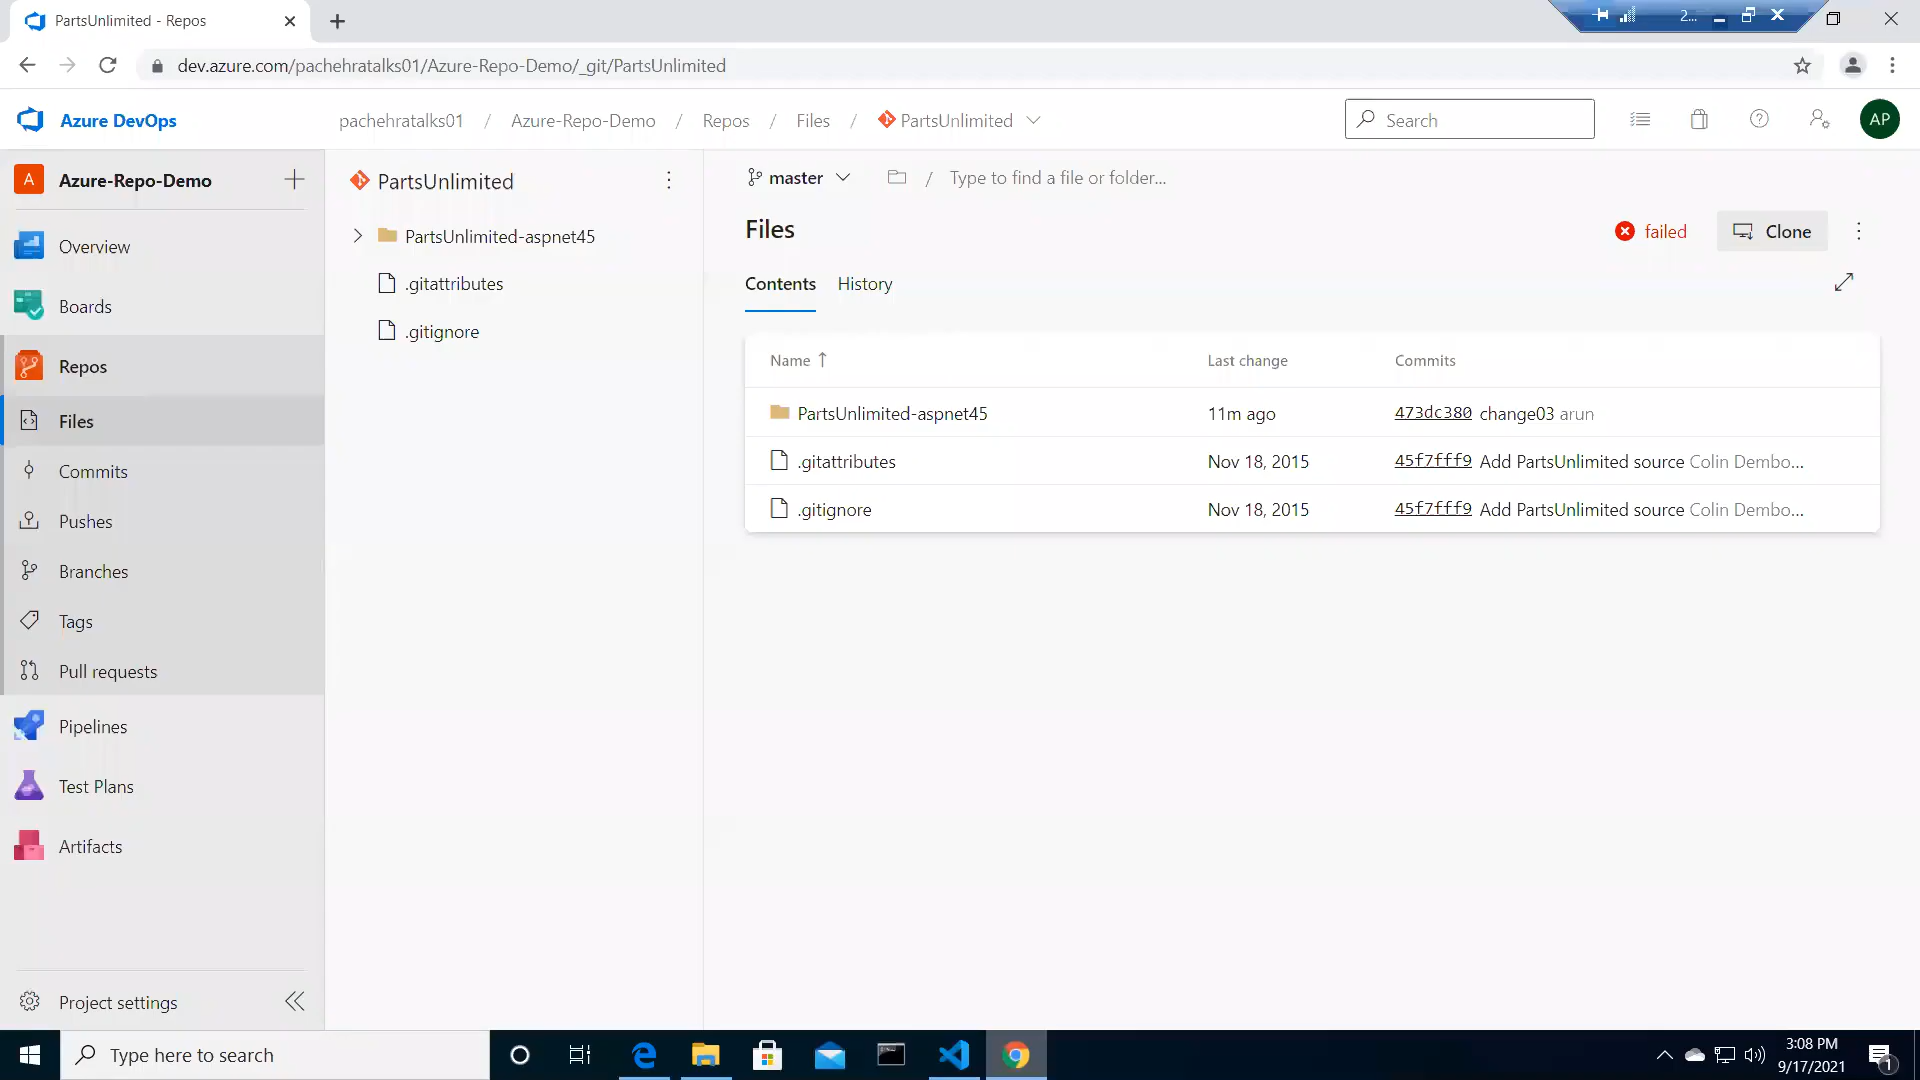 PartsUnlimited - Repos
2...
dev.azure.com/pachehratalks01/Azure-Repo-Demo/_git/PartsUnlimited
Azure DevOps
pachehratalks01 / Azure-Repo-Demo / Repos / Files / PartsUnlimited
Search
AP
A Azure-Repo-Demo
Overview
Boards
Repos
Files
Commits
Pushes
Branches
Tags
Pull requests
Pipelines
Test Plans
Artifacts
Project settings
PartsUnlimited
PartsUnlimited-aspnet45
.gitattributes
.gitignore
master
/ Type to find a file or folder...
Files
failed
Clone
Contents History
Name Last change Commits
PartsUnlimited-aspnet45 11m ago 473dc380 change03 arun
.gitattributes Nov 18, 2015 45f7fff9 Add PartsUnlimited source Colin Dembo...
.gitignore Nov 18, 2015 45f7fff9 Add PartsUnlimited source Colin Dembo...
Type here to search
3:08 PM
9/17/2021
1